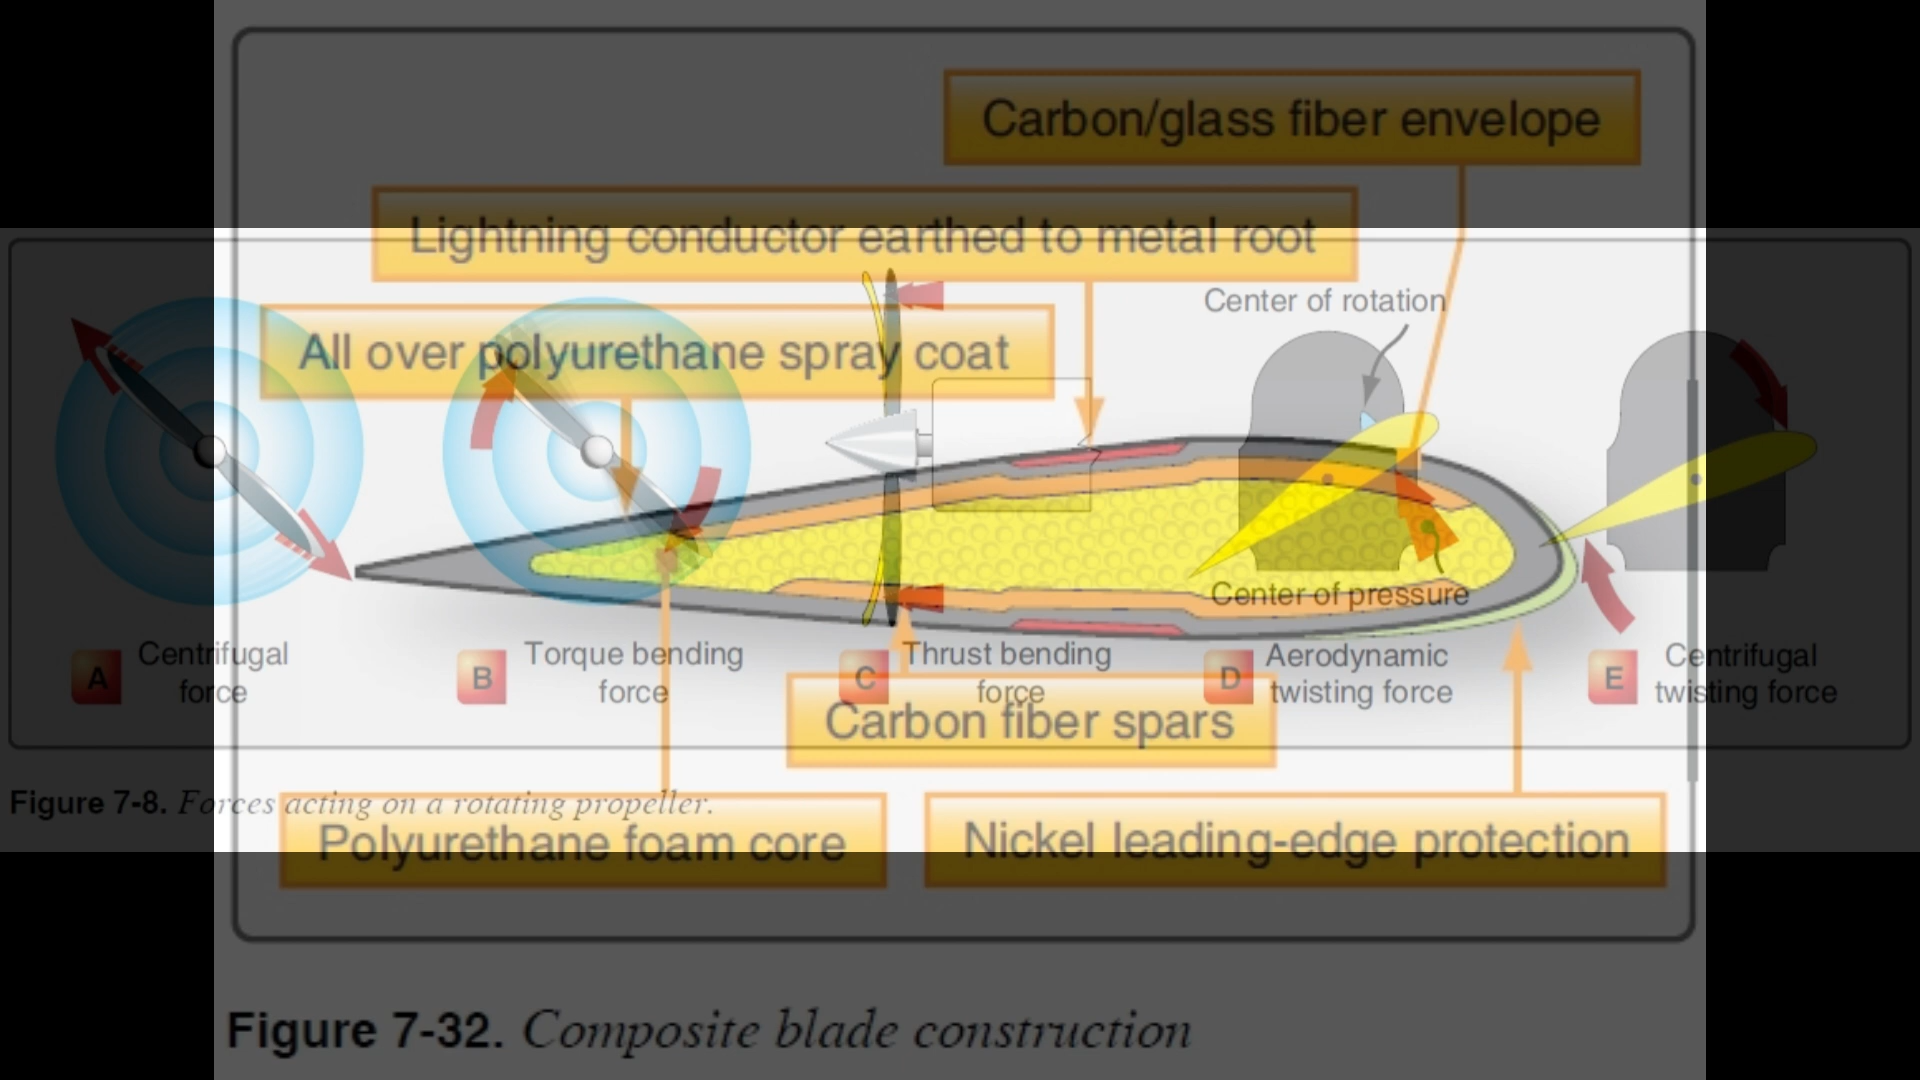 Carbon/glass fiber envelope
Lightning conductor earthed to metal root
All over polyurethane spray coat
Carbon fiber spars
Polyurethane foam core
Nickel leading-edge protection
Figure 7-32. Composite blade construction
Center of rotation
Center of pressure
A
Centrifugal
force
B
Torque bending
force
C
Thrust bending
force
D
Aerodynamic
twisting force
E
Centrifugal
twisting force
Figure 7-8. Forces acting on a rotating propeller.